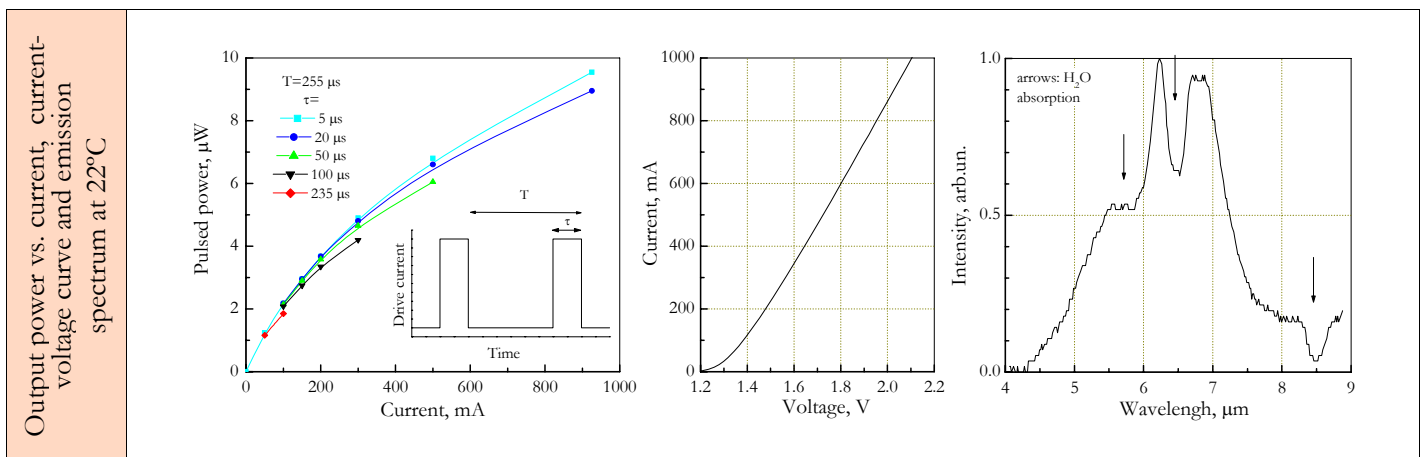 Output power vs. current, current-
voltage curve and emission
spectrum at 22°C
10
8
6
4
2
0
Pulsed power, µW
T=255 µs
τ=
5 µs
20 µs
50 µs
100 µs
235 µs
T
τ
Drive current
Time
0 200 400 600 800 1000
Current, mA
1000
800
600
400
200
0
Current, mA
1.2 1.4 1.6 1.8 2.0 2.2
Voltage, V
1.0
0.5
0.0
Intensity, arb.un.
arrows: H2O
absorption
4 5 6 7 8 9
Wavelengh, µm